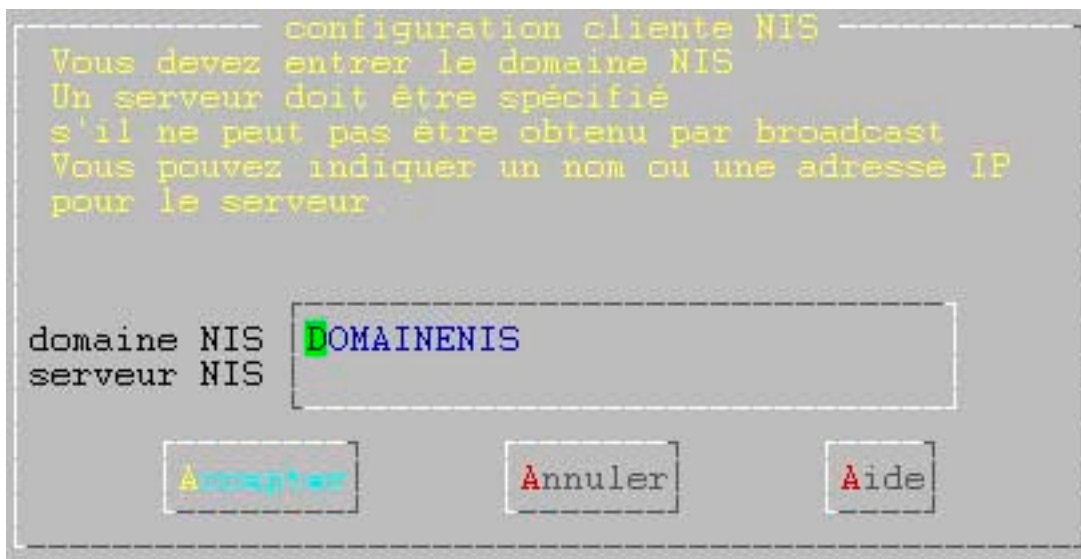 configuration cliente NIS
Vous devez entrer le domaine NIS
Un serveur doit être spécifié
s'il ne peut pas être obtenu par broadcast
Vous pouvez indiquer un nom ou une adresse IP
pour le serveur
domaine NIS DOMAINENIS
serveur NIS
Accepter Annuler Aide